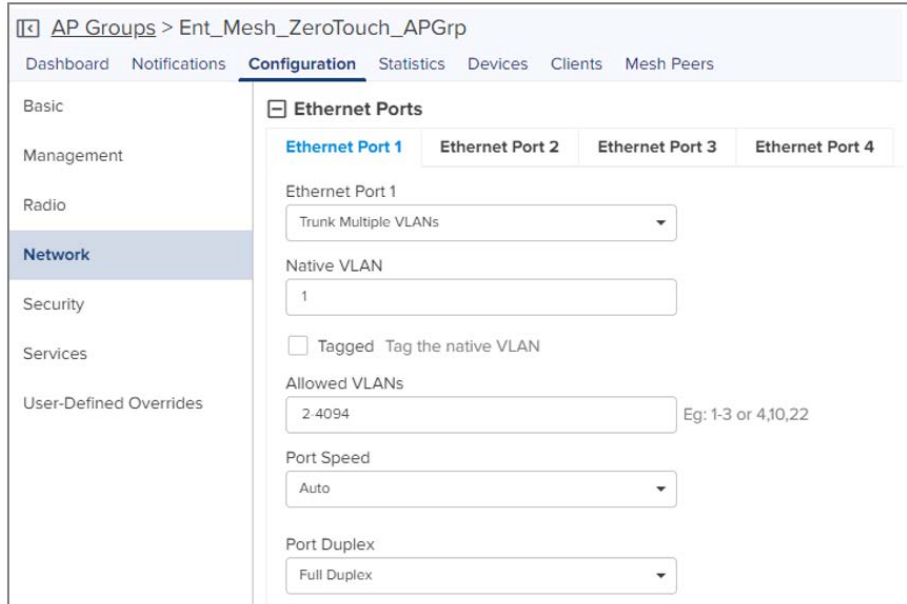 AP Groups > Ent_Mesh_ZeroTouch_APGrp
Dashboard Notifications Configuration Statistics Devices Clients Mesh Peers
Basic
Management
Radio
Network
Security
Services
User-Defined Overrides
Ethernet Ports
Ethernet Port 1 Ethernet Port 2 Ethernet Port 3 Ethernet Port 4
Ethernet Port 1
Trunk Multiple VLANs
Native VLAN
1
Tagged Tag the native VLAN
Allowed VLANs
2-4094 Eg: 1-3 or 4,10,22
Port Speed
Auto
Port Duplex
Full Duplex